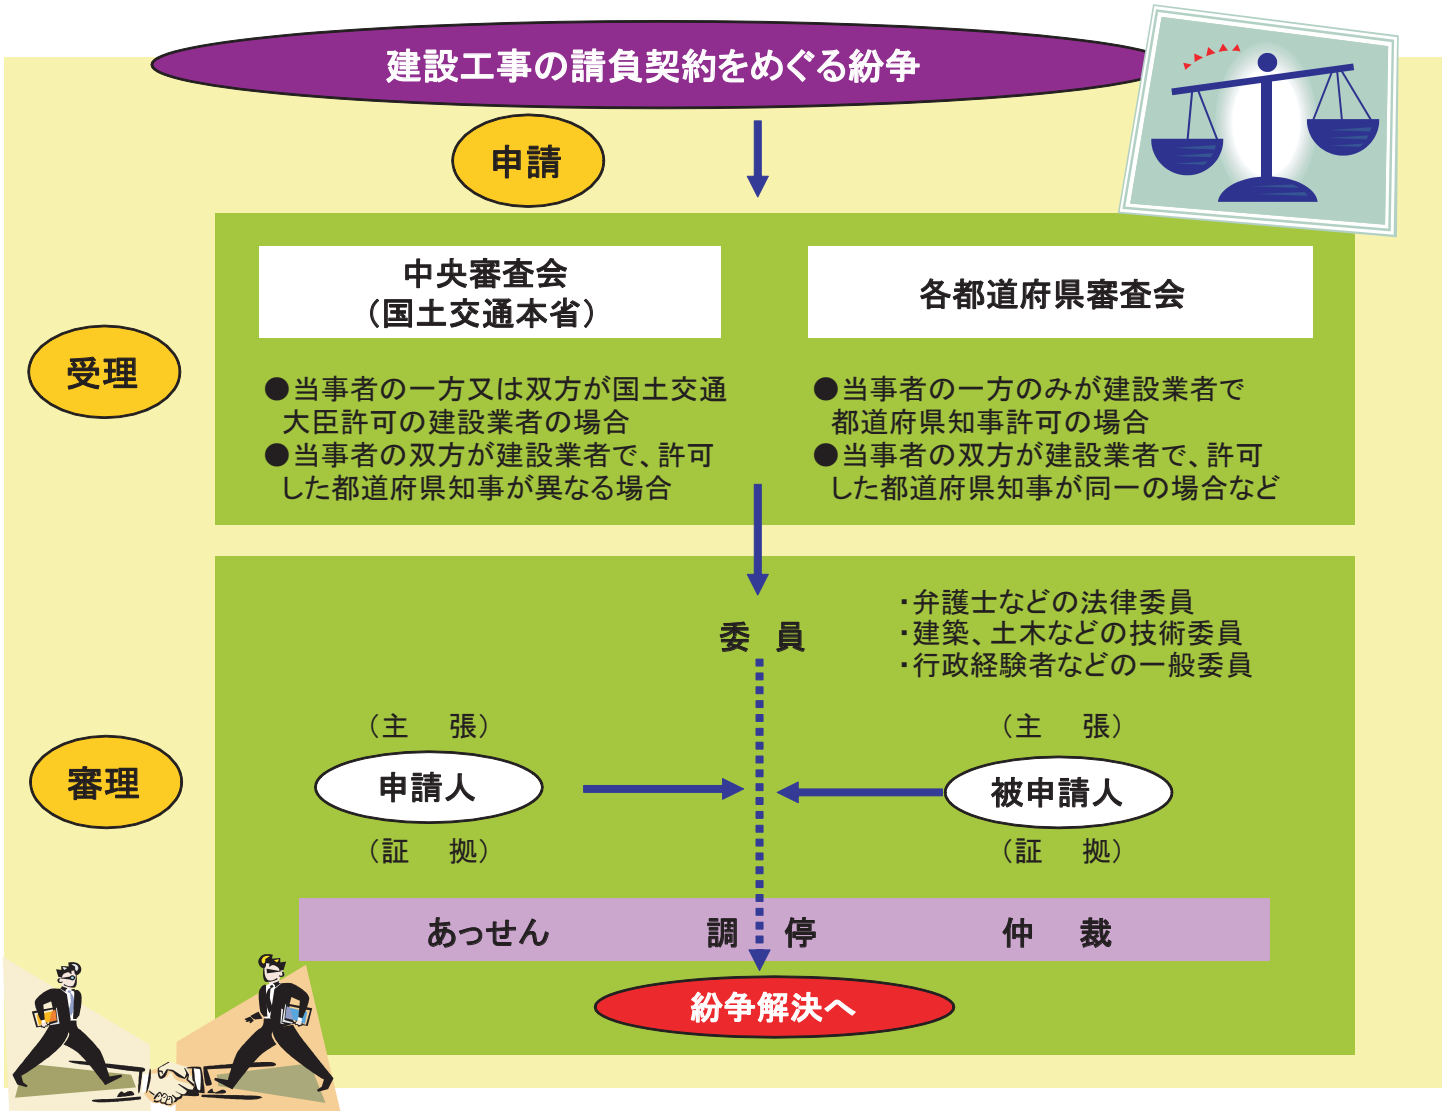 建設工事の請負契約をめぐる紛争
申請
中央審査会
（国土交通本省）
各都道府県審査会
受理
●当事者の一方又は双方が国土交通
大臣許可の建設業者の場合
●当事者の双方が建設業者で、許可
した都道府県知事が異なる場合
●当事者の一方のみが建設業者で
都道府県知事許可の場合
●当事者の双方が建設業者で、許可
した都道府県知事が同一の場合など
委　員
・弁護士などの法律委員
・建築、土木などの技術委員
・行政経験者などの一般委員
審理
（主　張）
申請人
（証　拠）
（主　張）
被申請人
（証　拠）
あっせん　調　停　仲　裁
紛争解決へ